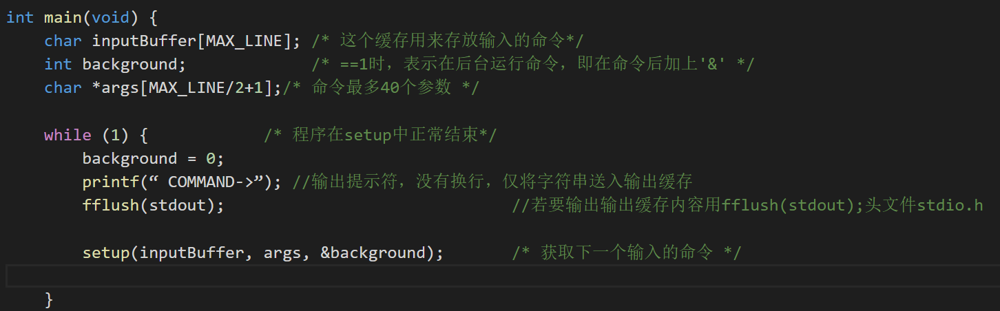 int main(void) {
    char inputBuffer[MAX_LINE]; /* 这个缓存用来存放输入的命令*/
    int background;             /* ==1时，表示在后台运行命令，即在命令后加上'&' */
    char *args[MAX_LINE/2+1];/* 命令最多40个参数 */
    while (1) {            /* 程序在setup中正常结束*/
        background = 0;
        printf(“ COMMAND->”); //输出提示符，没有换行，仅将字符串送入输出缓存
        fflush(stdout);                              //若要输出输出缓存内容用fflush(stdout);头文件stdio.h
        setup(inputBuffer, args, &background);       /* 获取下一个输入的命令 */
    }